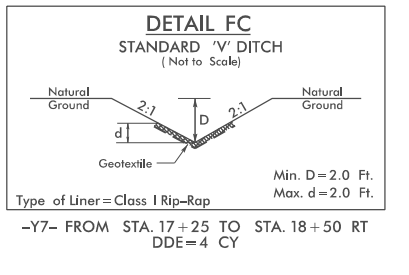 DETAIL FC
STANDARD 'V' DITCH
( Not to Scale)
Natural
Ground
2:1
D
2:1
Natural
Ground
d
Geotextile
Min. D=2.0 Ft.
Max. d=2.0 Ft.
Type of Liner=Class I Rip-Rap
-Y7- FROM STA. 17+25 TO STA. 18+50 RT
DDE=4 CY